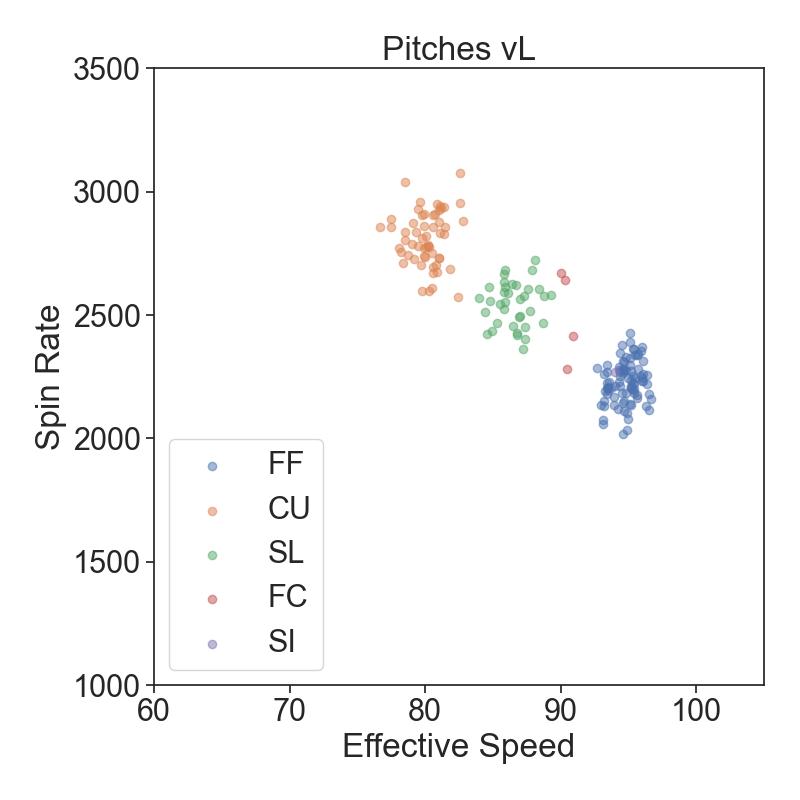 Pitches vL
3500
3000
2500
2000
1500
1000
Spin Rate
FF
CU
SL
FC
SI
60 70 80 90 100
Effective Speed